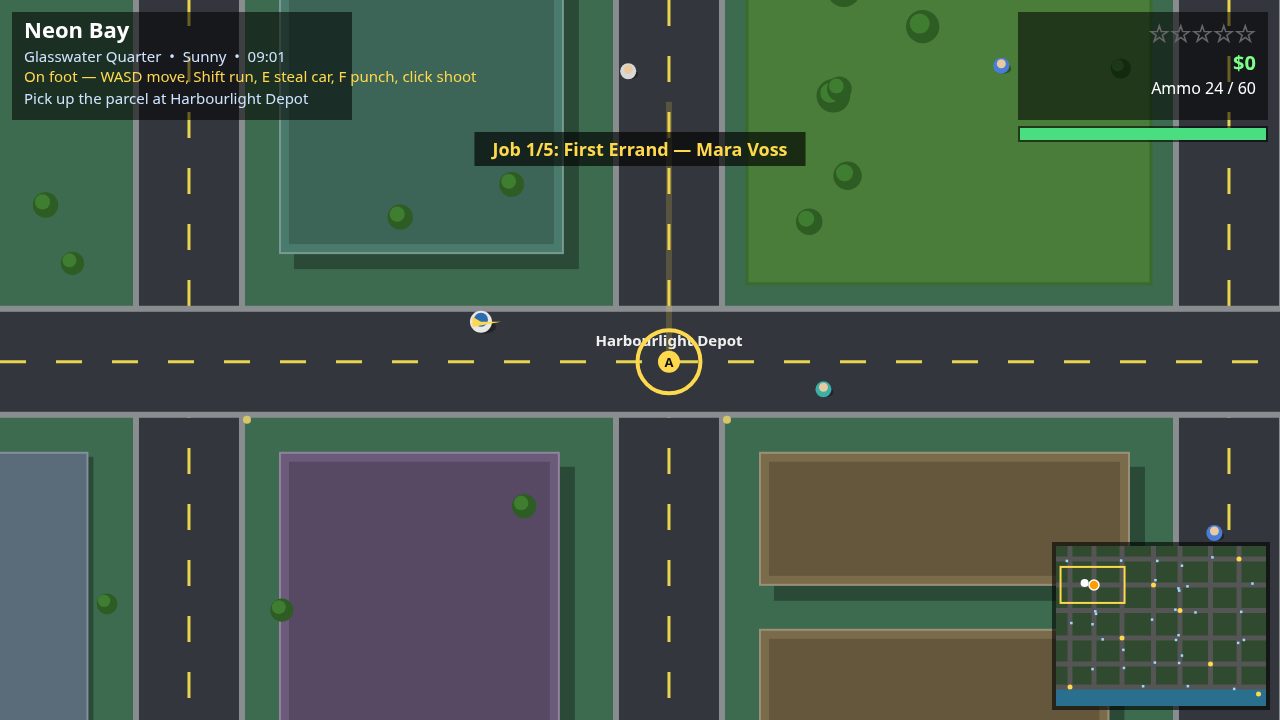 Neon Bay
Glasswater Quarter • Sunny • 09:01
On foot — WASD move, Shift run, E steal car, F punch, click shoot
Pick up the parcel at Harbourlight Depot
☆☆☆☆☆
$0
Ammo 24 / 60
Job 1/5: First Errand — Mara Voss
Harbourlight Depot
A